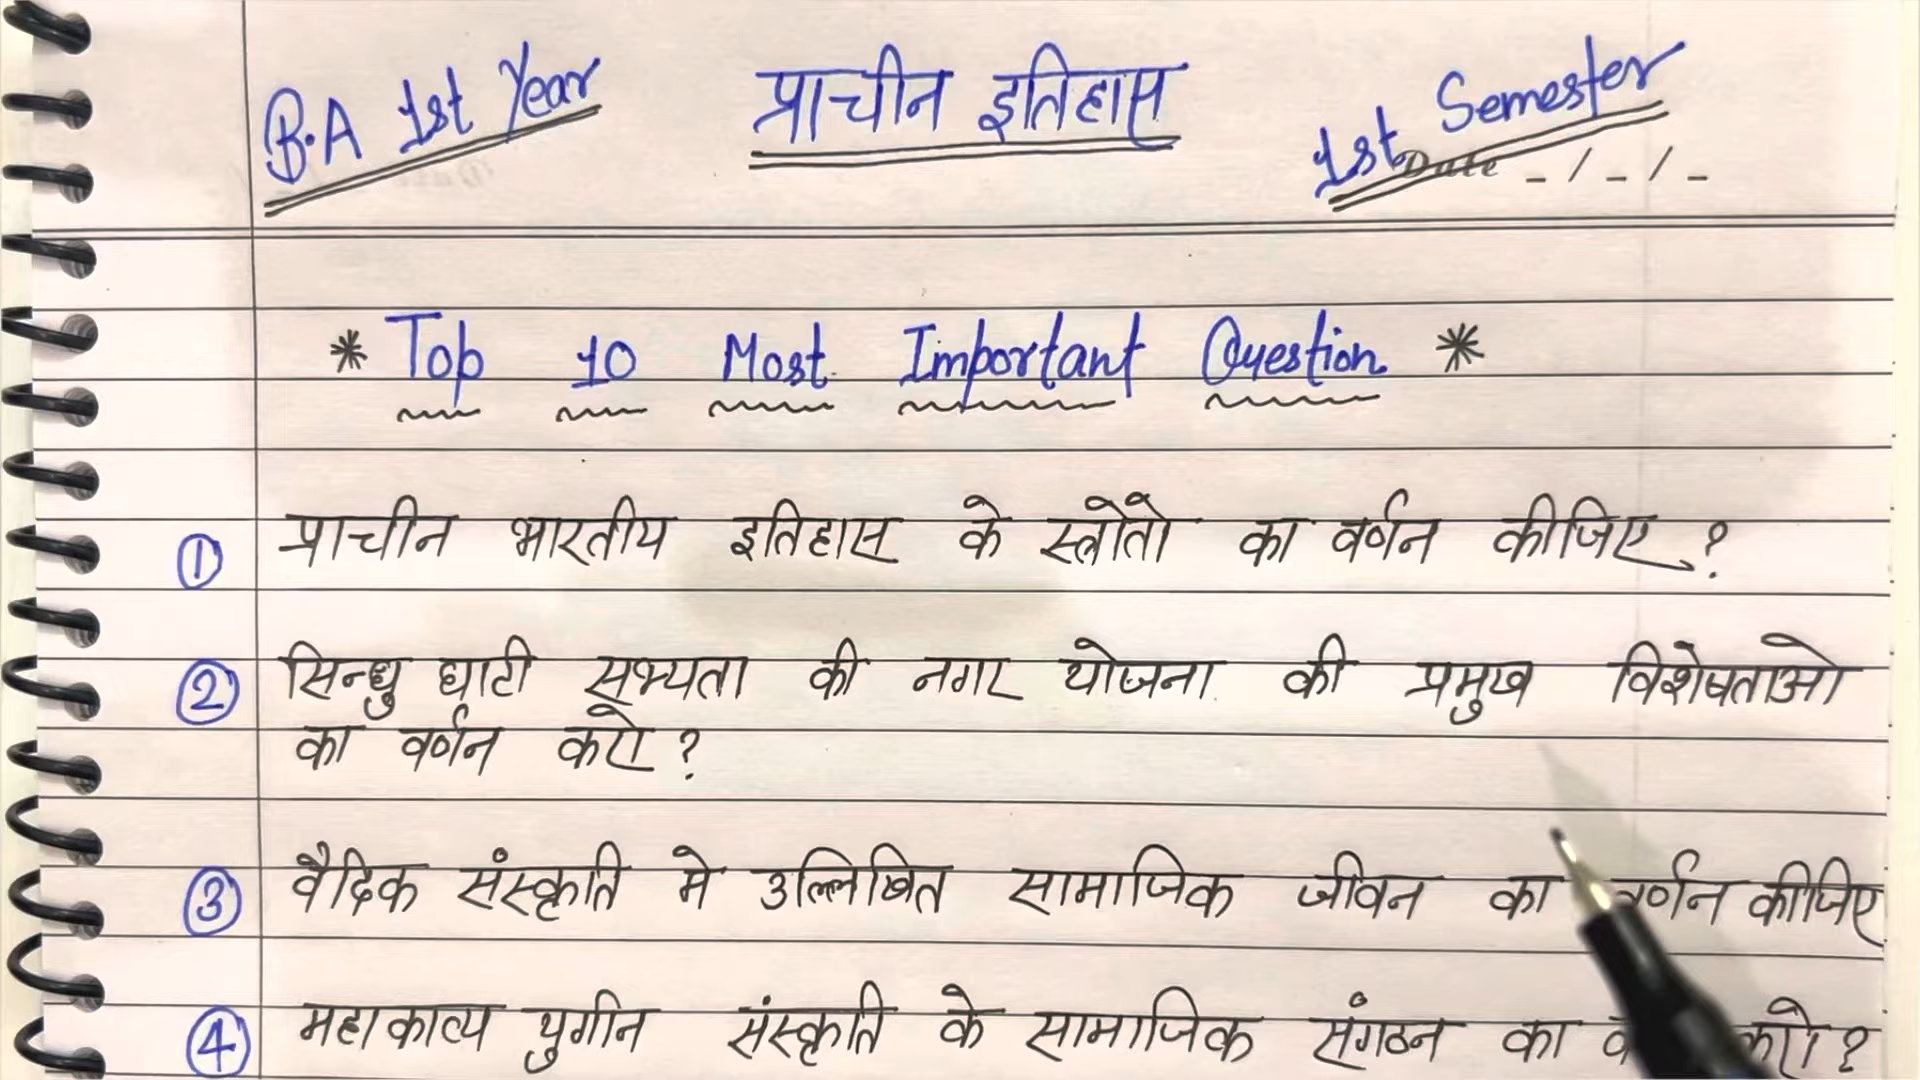 B.A 1st Year प्राचीन इतिहास 1st Semester
Date - / - / -
* Top 10 Most Important Question *
① प्राचीन भारतीय इतिहास के स्त्रोतो का वर्णन कीजिए ?
② सिन्धु घाटी सभ्यता की नगर योजना की प्रमुख विशेषताओ
का वर्णन करो ?
③ वैदिक संस्कृति मे उल्लिखित सामाजिक जीवन का वर्णन कीजिए
④ महाकाव्य युगीन संस्कृति के सामाजिक संगठन का करो ?